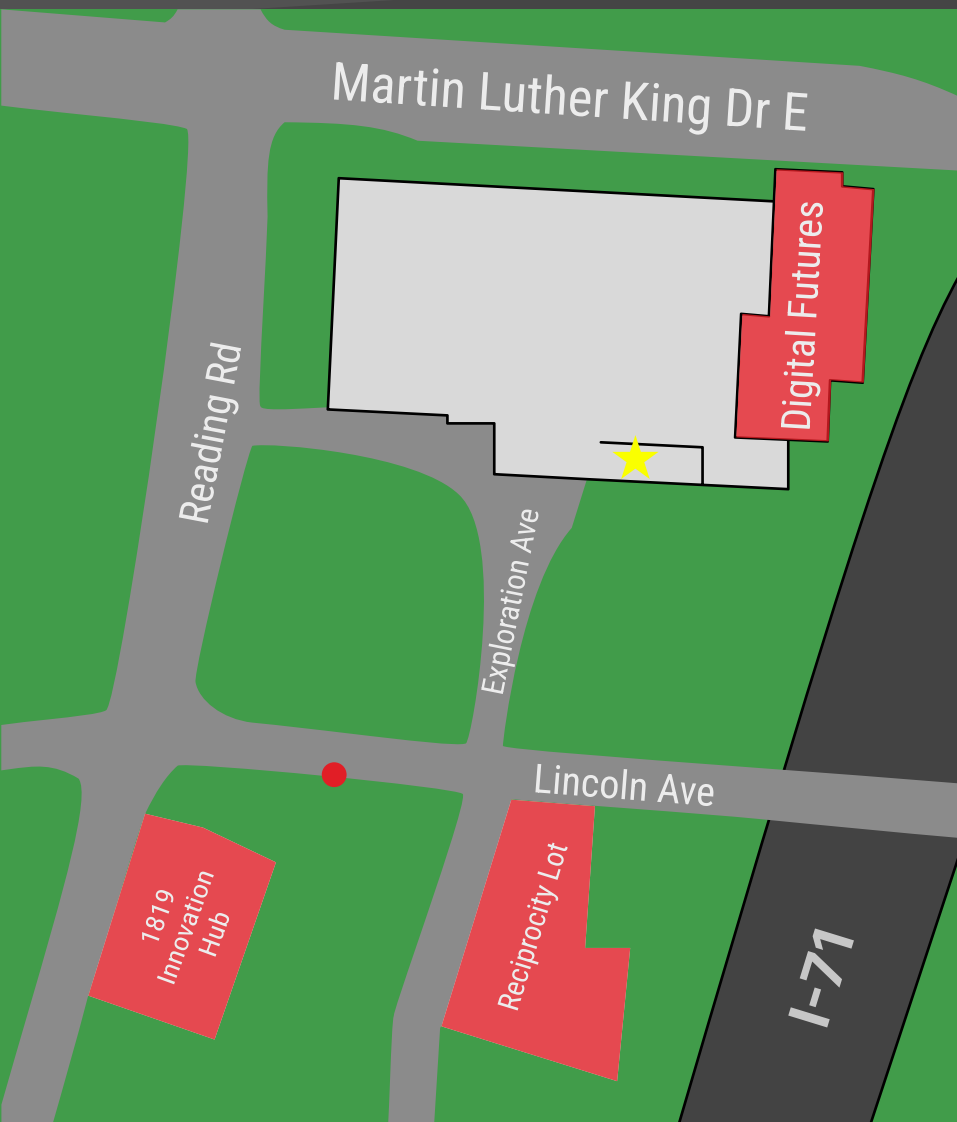 Martin Luther King Dr E
Digital Futures
Reading Rd
Exploration Ave
Lincoln Ave
1819
Innovation
Hub
Reciprocity Lot
I-71